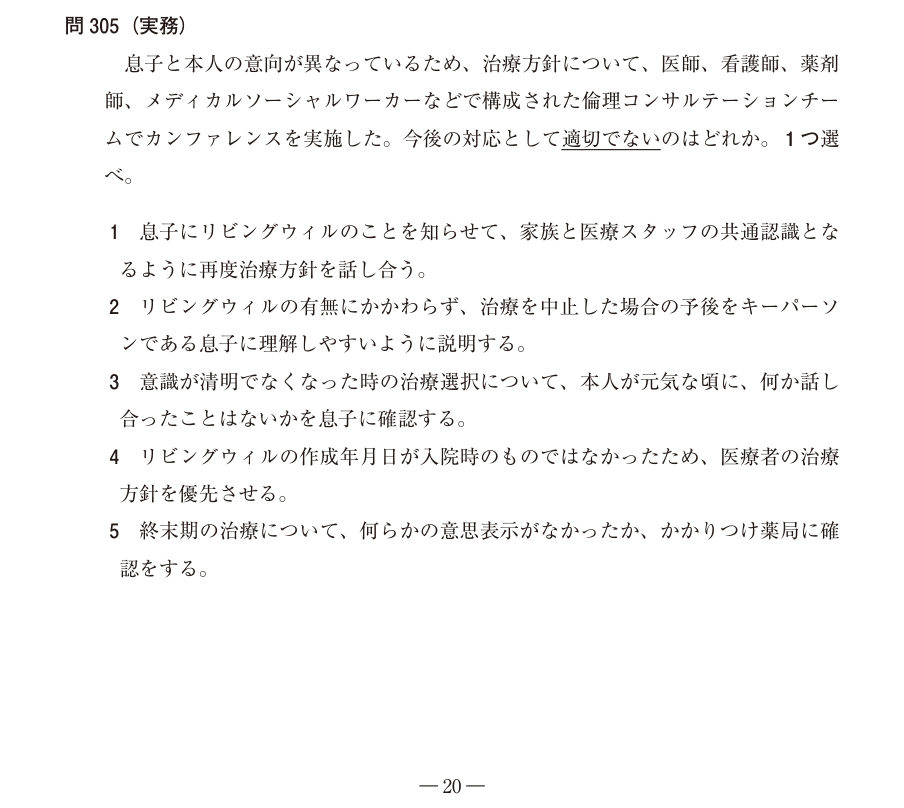 問 305（実務）
息子と本人の意向が異なっているため、治療方針について、医師、看護師、薬剤
師、メディカルソーシャルワーカーなどで構成された倫理コンサルテーションチー
ムでカンファレンスを実施した。今後の対応として適切でないのはどれか。1つ選
べ。
1　息子にリビングウィルのことを知らせて、家族と医療スタッフの共通認識とな
るように再度治療方針を話し合う。
2　リビングウィルの有無にかかわらず、治療を中止した場合の予後をキーパーソ
ンである息子に理解しやすいように説明する。
3　意識が清明でなくなった時の治療選択について、本人が元気な頃に、何か話し
合ったことはないかを息子に確認する。
4　リビングウィルの作成年月日が入院時のものではなかったため、医療者の治療
方針を優先させる。
5　終末期の治療について、何らかの意思表示がなかったか、かかりつけ薬局に確
認をする。
― 20 ―